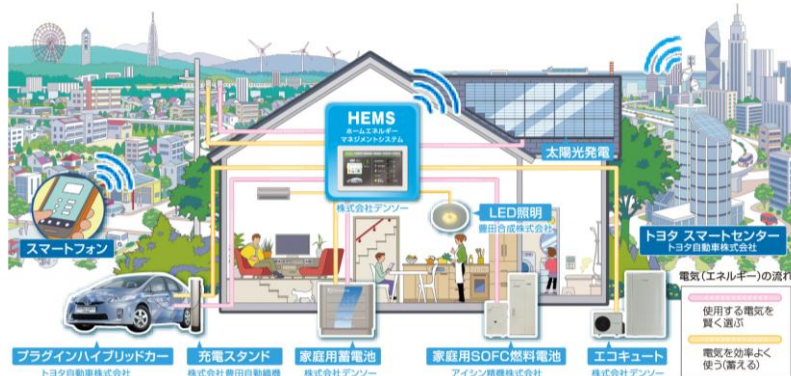 HEMS
ホームエネルギー
マネジメントシステム
株式会社デンソー
太陽光発電
LED照明
豊田合成株式会社
スマートフォン
トヨタ スマートセンター
トヨタ自動車株式会社
電気(エネルギー)の流れ
使用する電気を
賢く選ぶ
電気を効率よく
使う(蓄える)
プラグインハイブリッドカー
トヨタ自動車株式会社
充電スタンド
株式会社豊田自動織機
家庭用蓄電池
株式会社デンソー
家庭用SOFC燃料電池
アイシン精機株式会社
エコキュート
株式会社デンソー